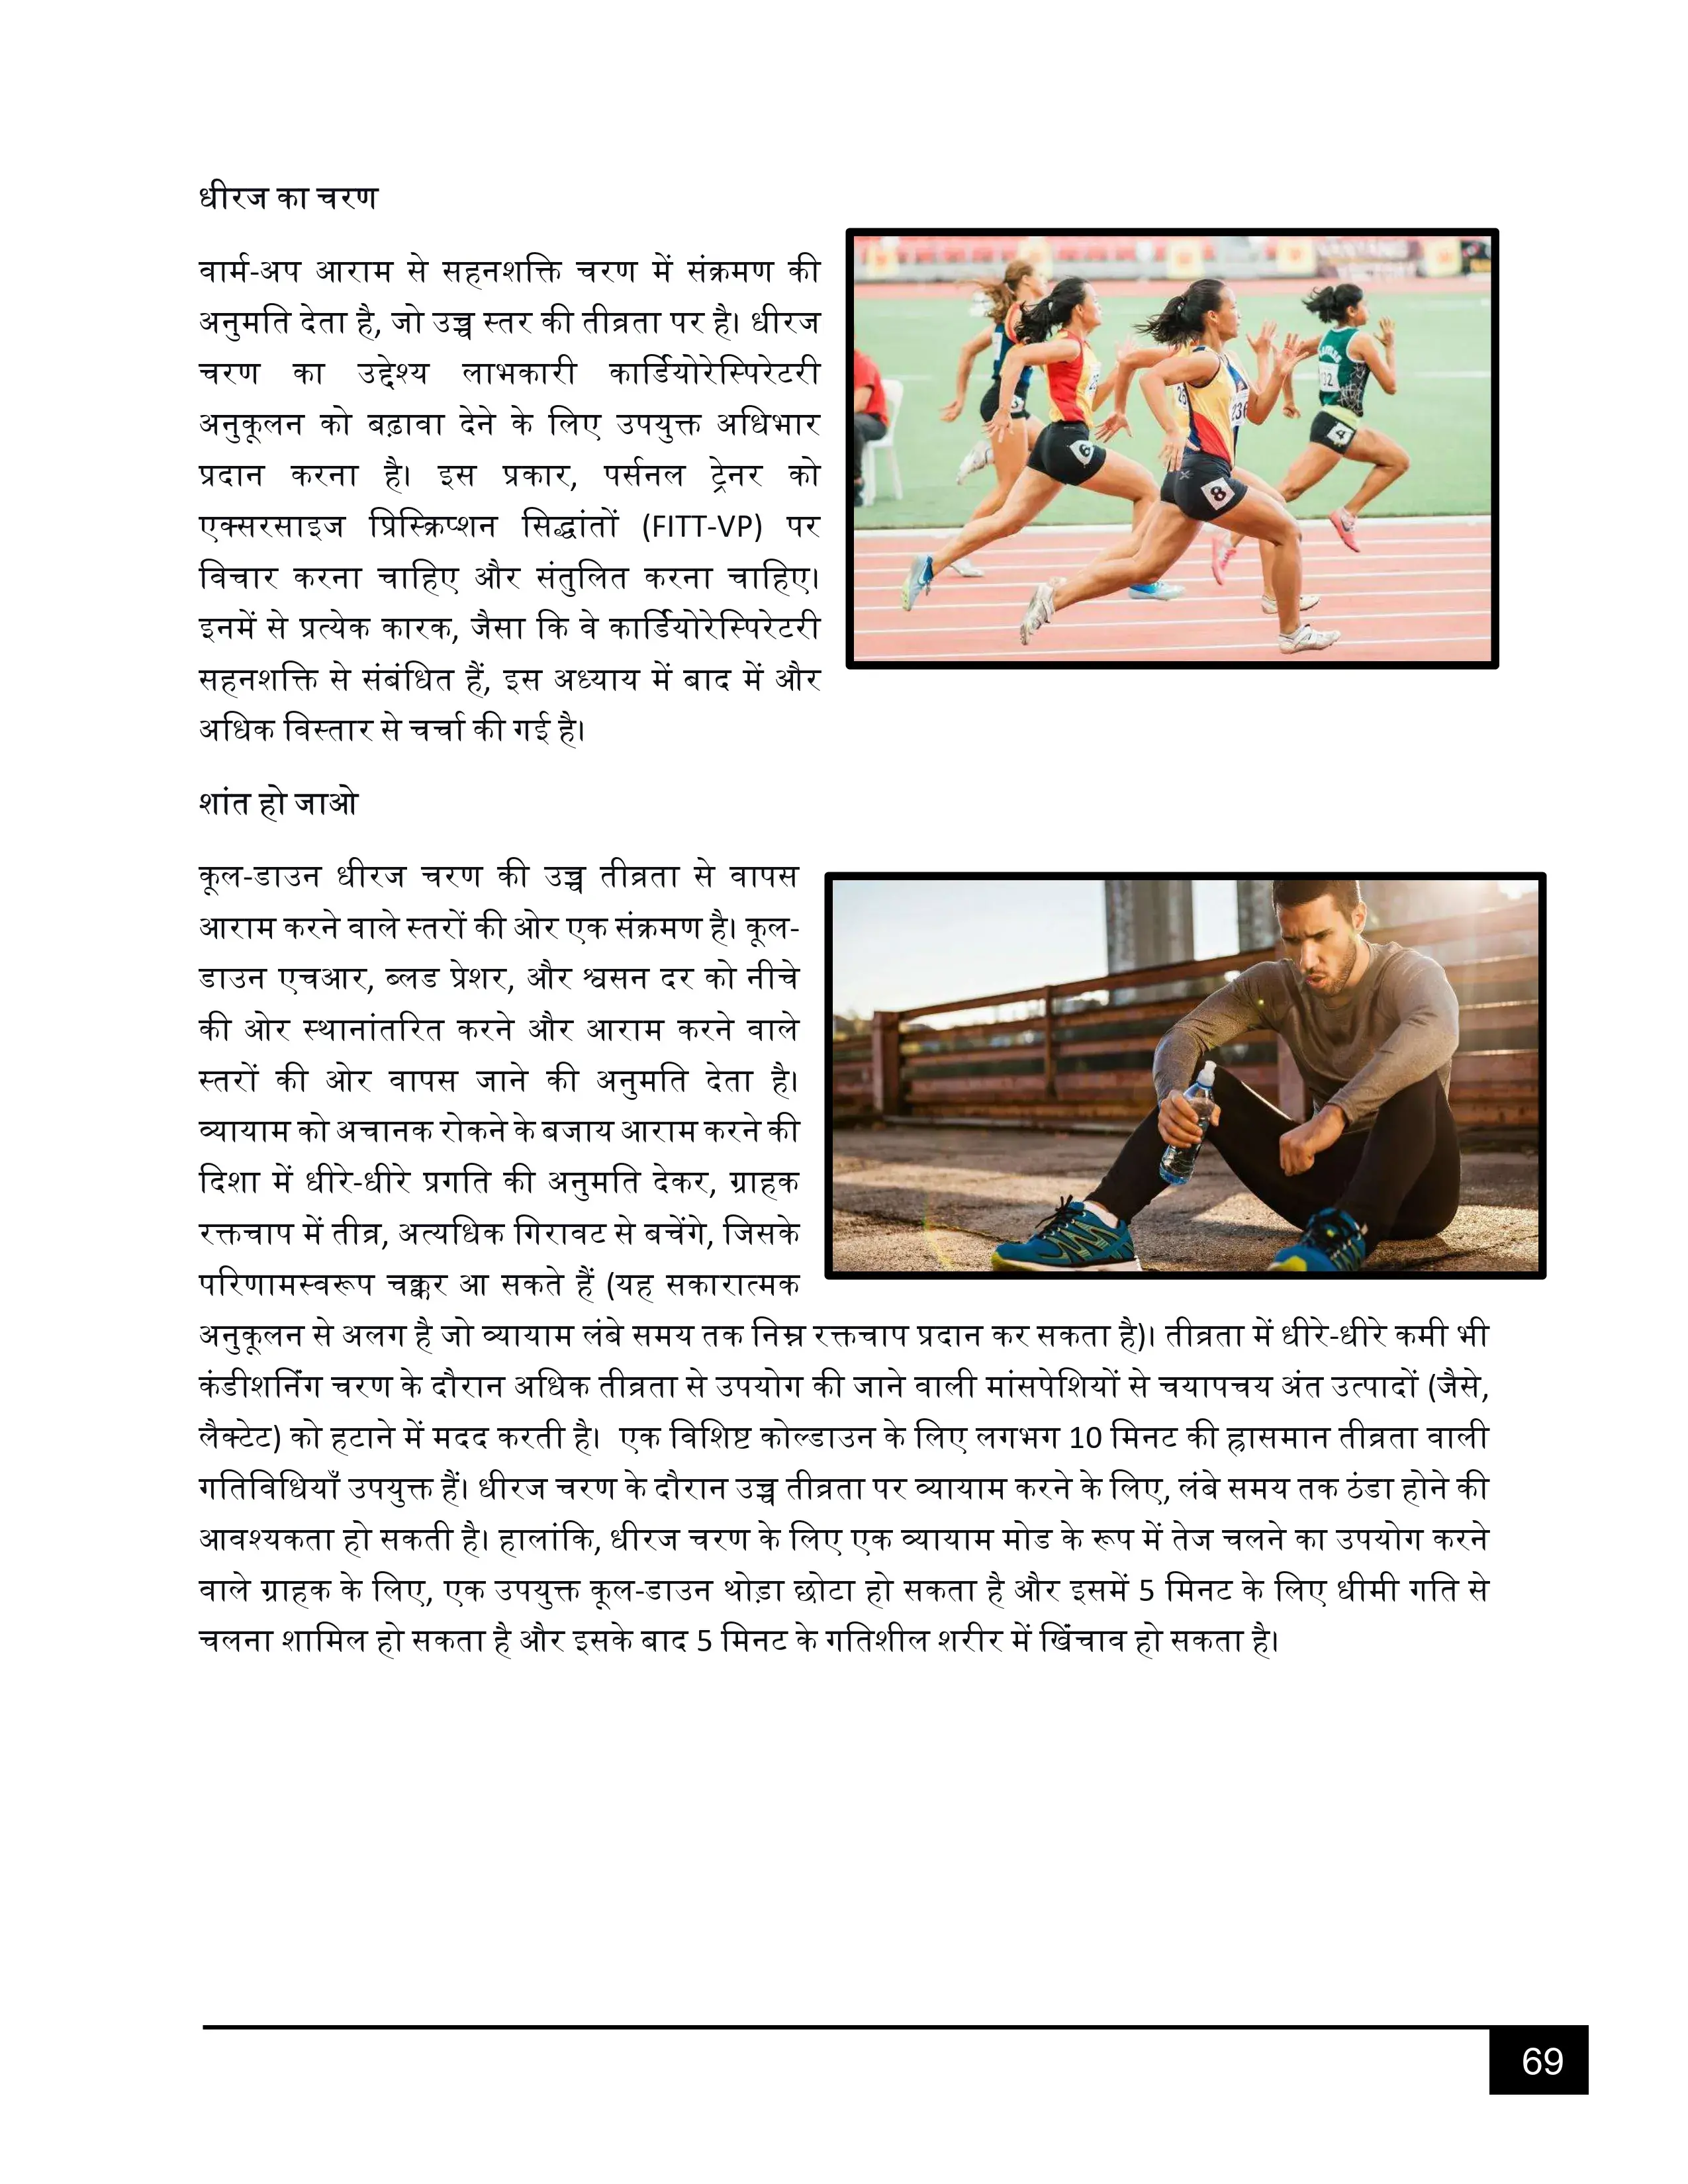 धीरज का चरण
वार्म-अप आराम से सहनशक्ति चरण में संक्रमण की
अनुमति देता है, जो उच्च स्तर की तीव्रता पर है। धीरज
चरण का उद्देश्य लाभकारी कार्डियोरेस्पिरेटरी
अनुकूलन को बढ़ावा देने के लिए उपयुक्त अधिभार
प्रदान करना है। इस प्रकार, पर्सनल ट्रेनर को
एक्सरसाइज प्रिस्क्रिप्शन सिद्धांतों (FITT-VP) पर
विचार करना चाहिए और संतुलित करना चाहिए।
इनमें से प्रत्येक कारक, जैसा कि वे कार्डियोरेस्पिरेटरी
सहनशक्ति से संबंधित हैं, इस अध्याय में बाद में और
अधिक विस्तार से चर्चा की गई है।
6
8
236
32
4
शांत हो जाओ
कूल-डाउन धीरज चरण की उच्च तीव्रता से वापस
आराम करने वाले स्तरों की ओर एक संक्रमण है। कूल-
डाउन एचआर, ब्लड प्रेशर, और श्वसन दर को नीचे
की ओर स्थानांतरित करने और आराम करने वाले
स्तरों की ओर वापस जाने की अनुमति देता है।
व्यायाम को अचानक रोकने के बजाय आराम करने की
दिशा में धीरे-धीरे प्रगति की अनुमति देकर, ग्राहक
रक्तचाप में तीव्र, अत्यधिक गिरावट से बचेंगे, जिसके
परिणामस्वरूप चक्कर आ सकते हैं (यह सकारात्मक
अनुकूलन से अलग है जो व्यायाम लंबे समय तक निम्न रक्तचाप प्रदान कर सकता है)। तीव्रता में धीरे-धीरे कमी भी
कंडीशनिंग चरण के दौरान अधिक तीव्रता से उपयोग की जाने वाली मांसपेशियों से चयापचय अंत उत्पादों (जैसे,
लैक्टेट) को हटाने में मदद करती है। एक विशिष्ट कोल्डाउन के लिए लगभग 10 मिनट की ह्रासमान तीव्रता वाली
गतिविधियाँ उपयुक्त हैं। धीरज चरण के दौरान उच्च तीव्रता पर व्यायाम करने के लिए, लंबे समय तक ठंडा होने की
आवश्यकता हो सकती है। हालांकि, धीरज चरण के लिए एक व्यायाम मोड के रूप में तेज चलने का उपयोग करने
वाले ग्राहक के लिए, एक उपयुक्त कूल-डाउन थोड़ा छोटा हो सकता है और इसमें 5 मिनट के लिए धीमी गति से
चलना शामिल हो सकता है और इसके बाद 5 मिनट के गतिशील शरीर में खिंचाव हो सकता है।
69